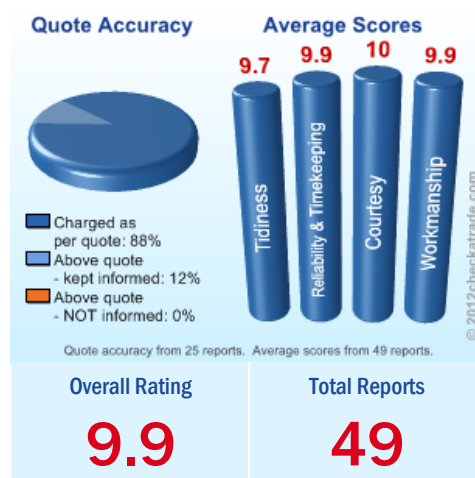 Quote Accuracy
Average Scores
9.7
9.9
10
9.9
Tidiness
Reliability & Timekeeping
Courtesy
Workmanship
Charged as
per quote: 88%
Above quote
- kept informed: 12%
Above quote
- NOT informed: 0%
© 2012checkatrade.com
Quote accuracy from 25 reports. Average scores from 49 reports.
Overall Rating
9.9
Total Reports
49